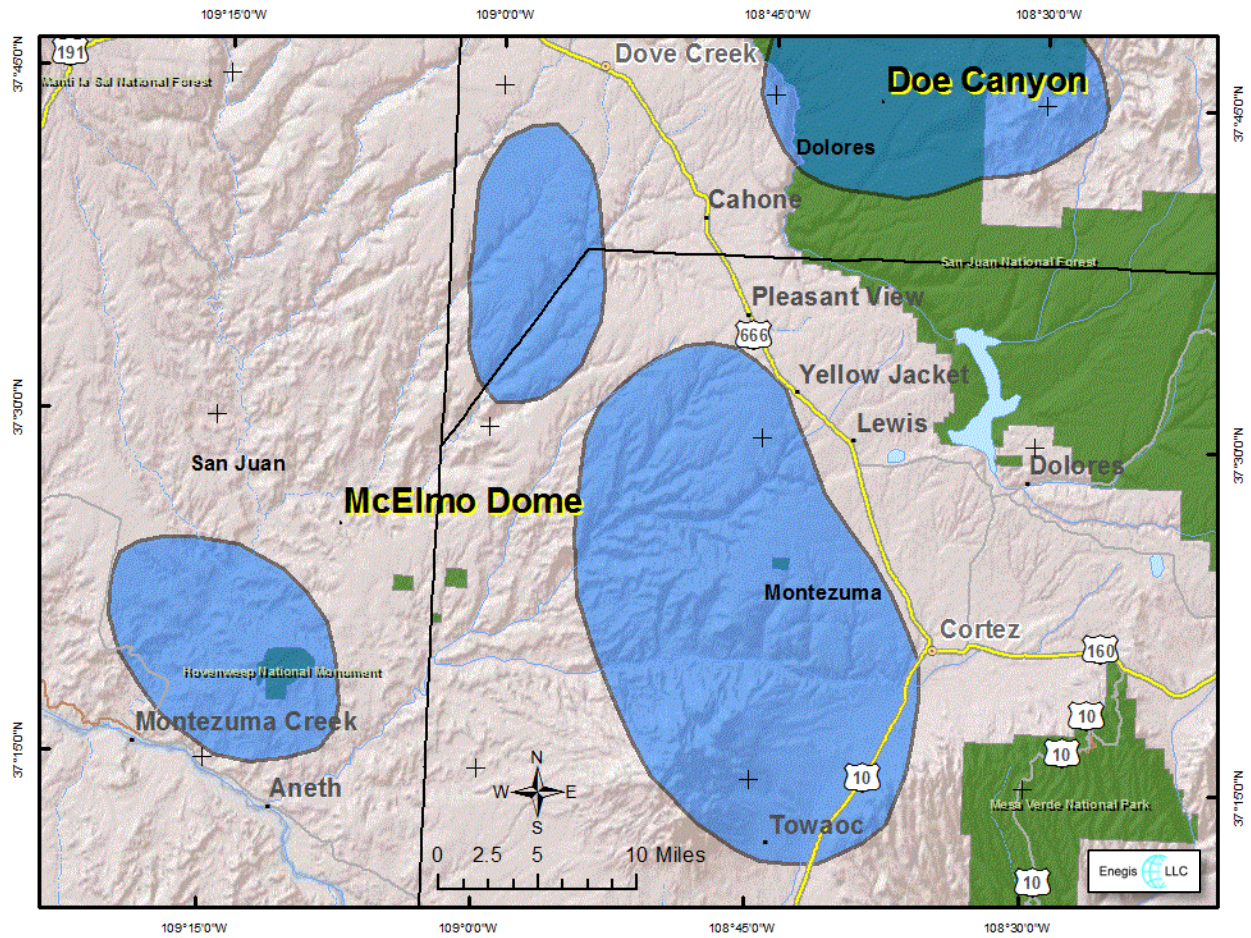 109°15'0"W
109°0'0"W
108°45'0"W
108°30'0"W
37°45'0"N
191
Manti la Sal National Forest
Dove Creek
Doe Canyon
37°45'0"N
Dolores
Cahone
San Juan National Forest
Pleasant View
666
Yellow Jacket
37°30'0"N
Lewis
San Juan
Dolores
37°30'0"N
McElmo Dome
Montezuma
Cortez
160
Hovenweep National Monument
10
Montezuma Creek
10
37°15'0"N
N
10
Aneth
W
E
37°15'0"N
Mesa Verde National Park
S
Towaoc
0 2.5 5 10 Miles
Enegis LLC
10
109°15'0"W
109°0'0"W
108°45'0"W
108°30'0"W